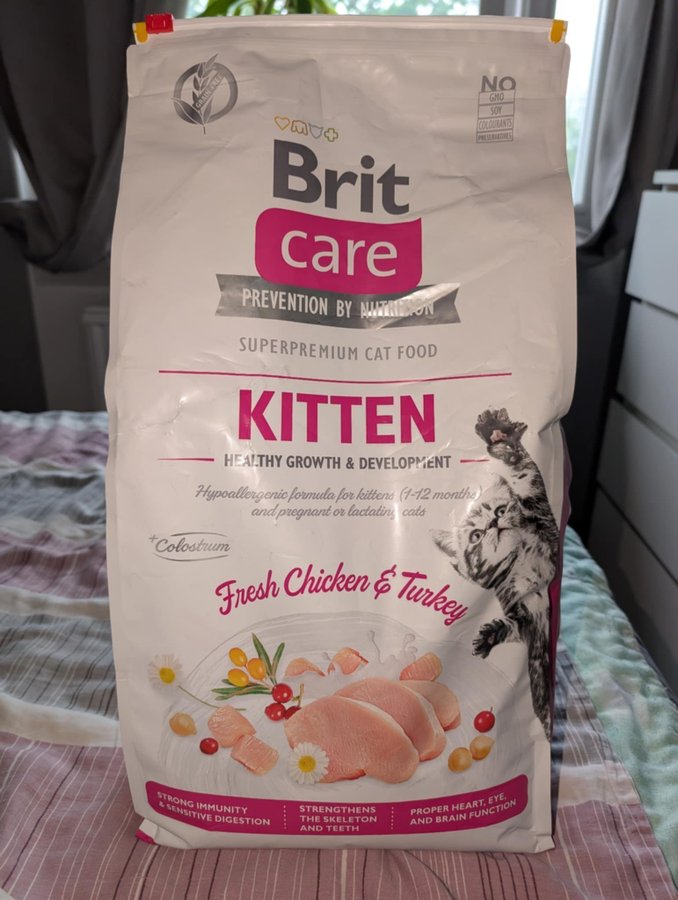 GRAIN-FREE
NO
GMO
SOY
COLOURANTS
PRESERVATIVES
Brit
care
PREVENTION BY NUTRITION
SUPERPREMIUM CAT FOOD
KITTEN
HEALTHY GROWTH & DEVELOPMENT
Hypoallergenic formula for kittens (1-12 months)
and pregnant or lactating cats
+Colostrum
Fresh Chicken & Turkey
STRONG IMMUNITY
& SENSITIVE DIGESTION
STRENGTHENS
THE SKELETON
AND TEETH
PROPER HEART, EYE,
AND BRAIN FUNCTION